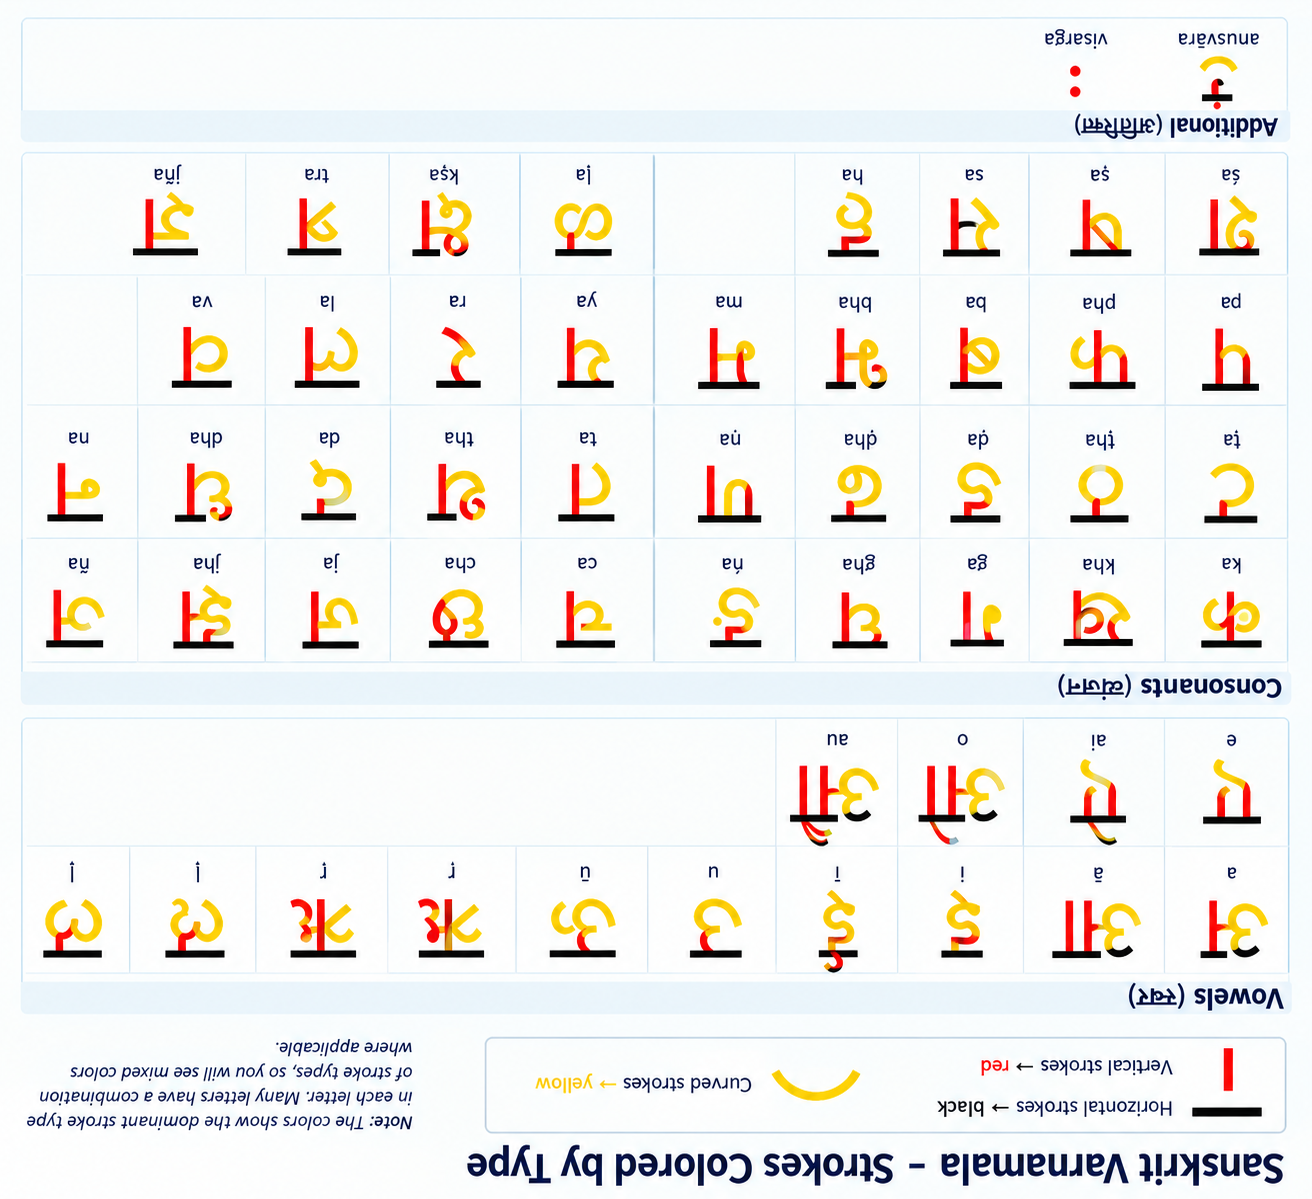 Sanskrit Varnamala – Strokes Colored by Type
Horizontal strokes → black
Vertical strokes → red
Curved strokes → yellow
Note: The colors show the dominant stroke type
in each letter. Many letters have a combination
of stroke types, so you will see mixed colors
where applicable.
Vowels (स्वर)
अ आ इ ई उ ऊ ऋ ऋ
a ā i ī u ū ṛ ṛ ḷ ḷ
ए ऐ ओ औ
e ai o au
Consonants (व्यंजन)
क ख ग घ ङ च छ ज झ ञ
ka kha ga gha ńa ca cha ja jha ña
ट ठ ड ढ ण त थ द ध न
ṭa ṭha ḍa ḍha ṇa ta tha da dha na
प फ ब भ म य र ल व
pa pha ba bha ma ya ra la va
श ष स ह ळ क्ष त्र
śa ṣa sa ha ḷa kṣa tra jña
Additional (अतिरिक्त)
ः
anusvāra visarga